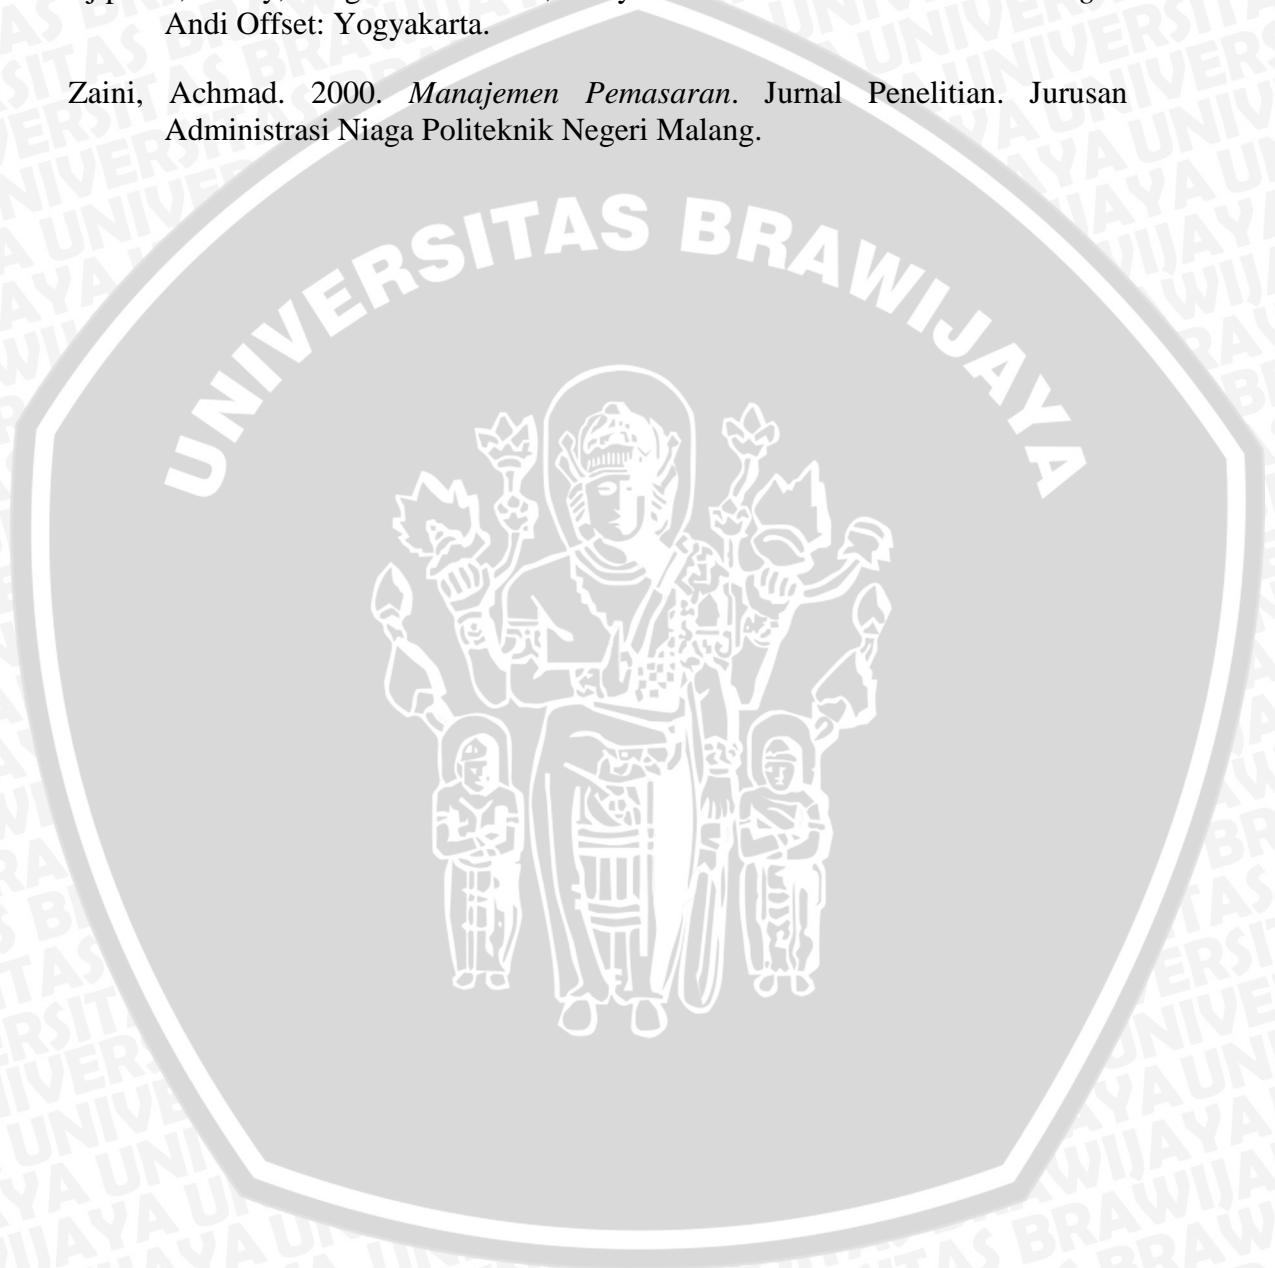 Andi Offset: Yogyakarta.
Zaini, Achmad. 2000. Manajemen Pemasaran. Jurnal Penelitian. Jurusan
Administrasi Niaga Politeknik Negeri Malang.
UNIVERSITAS BRAWIJAYA